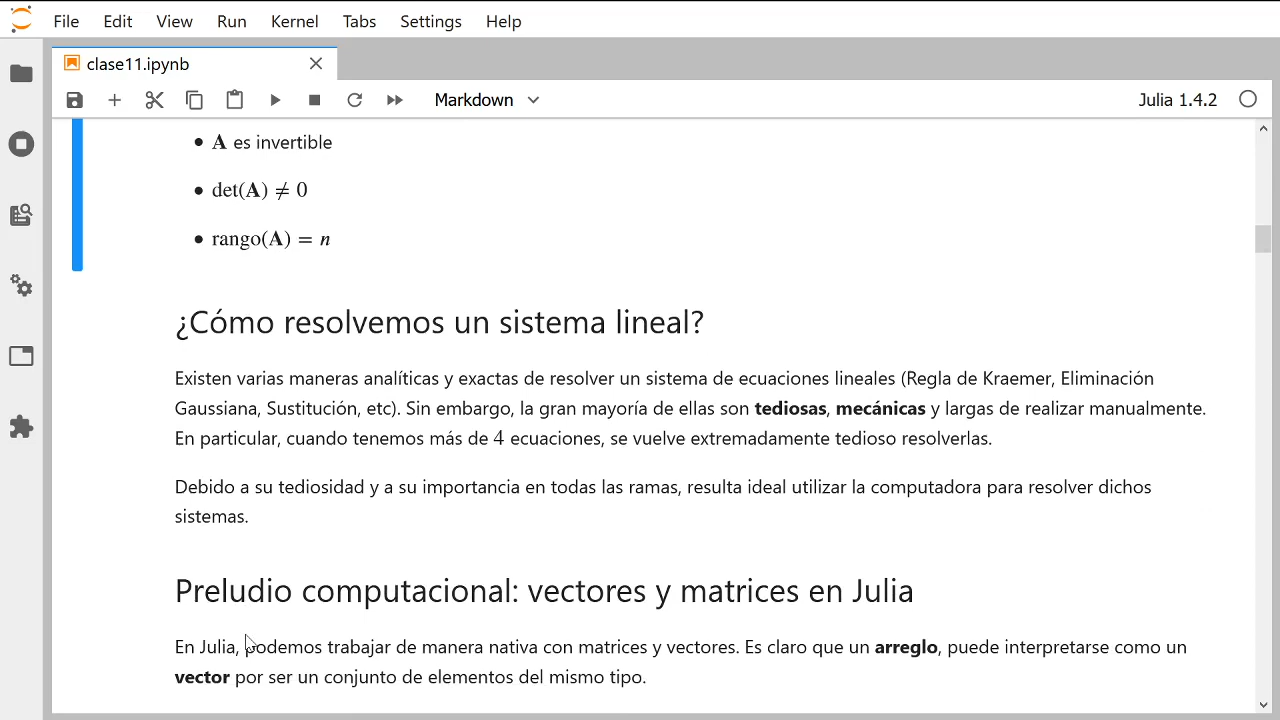 File Edit View Run Kernel Tabs Settings Help
clase11.ipynb
Markdown
Julia 1.4.2
• A es invertible
• det(A) ≠ 0
• rango(A) = n
¿Cómo resolvemos un sistema lineal?
Existen varias maneras analíticas y exactas de resolver un sistema de ecuaciones lineales (Regla de Kraemer, Eliminación
Gaussiana, Sustitución, etc). Sin embargo, la gran mayoría de ellas son tediosas, mecánicas y largas de realizar manualmente.
En particular, cuando tenemos más de 4 ecuaciones, se vuelve extremadamente tedioso resolverlas.
Debido a su tediosidad y a su importancia en todas las ramas, resulta ideal utilizar la computadora para resolver dichos
sistemas.
Preludio computacional: vectores y matrices en Julia
En Julia, podemos trabajar de manera nativa con matrices y vectores. Es claro que un arreglo, puede interpretarse como un
vector por ser un conjunto de elementos del mismo tipo.